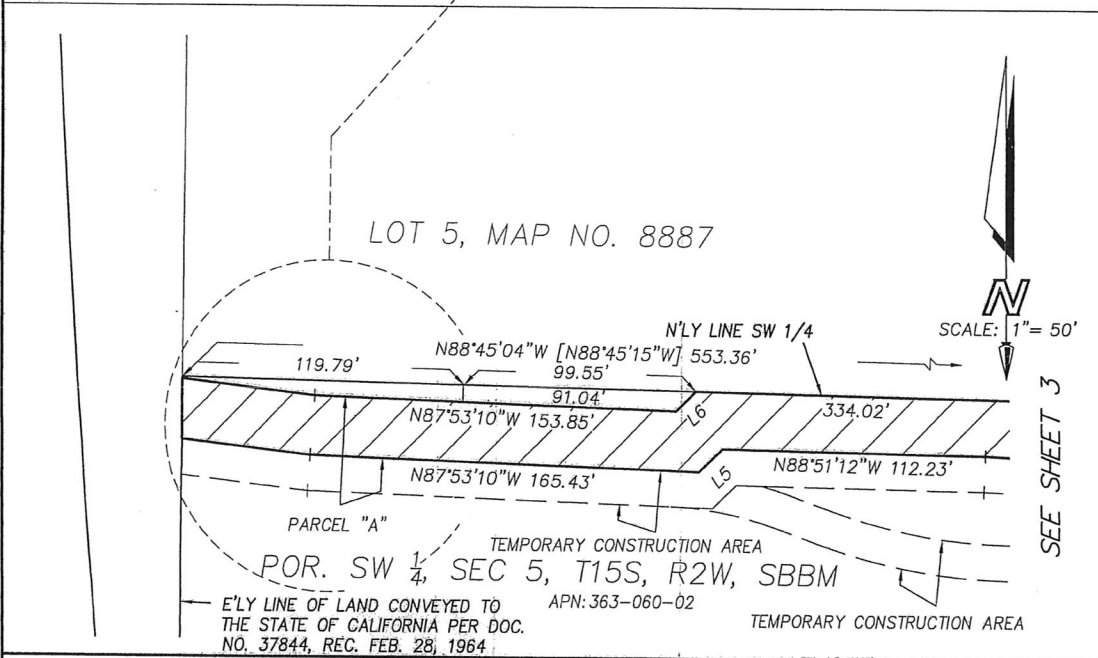 LOT 5, MAP NO. 8887
N
SCALE: 1"= 50'
N'LY LINE SW 1/4
N88°45'04"W [N88°45'15"W] 553.36'
119.79'
99.55'
91.04'
N87°53'10"W 153.85'
L6
334.02'
N87°53'10"W 165.43'
L5
N88°51'12"W 112.23'
SEE SHEET 3
PARCEL "A"
TEMPORARY CONSTRUCTION AREA
POR. SW 1/4, SEC 5, T15S, R2W, SBBM
APN: 363-060-02
E'LY LINE OF LAND CONVEYED TO
THE STATE OF CALIFORNIA PER DOC.
NO. 37844, REC. FEB. 28, 1964
TEMPORARY CONSTRUCTION AREA